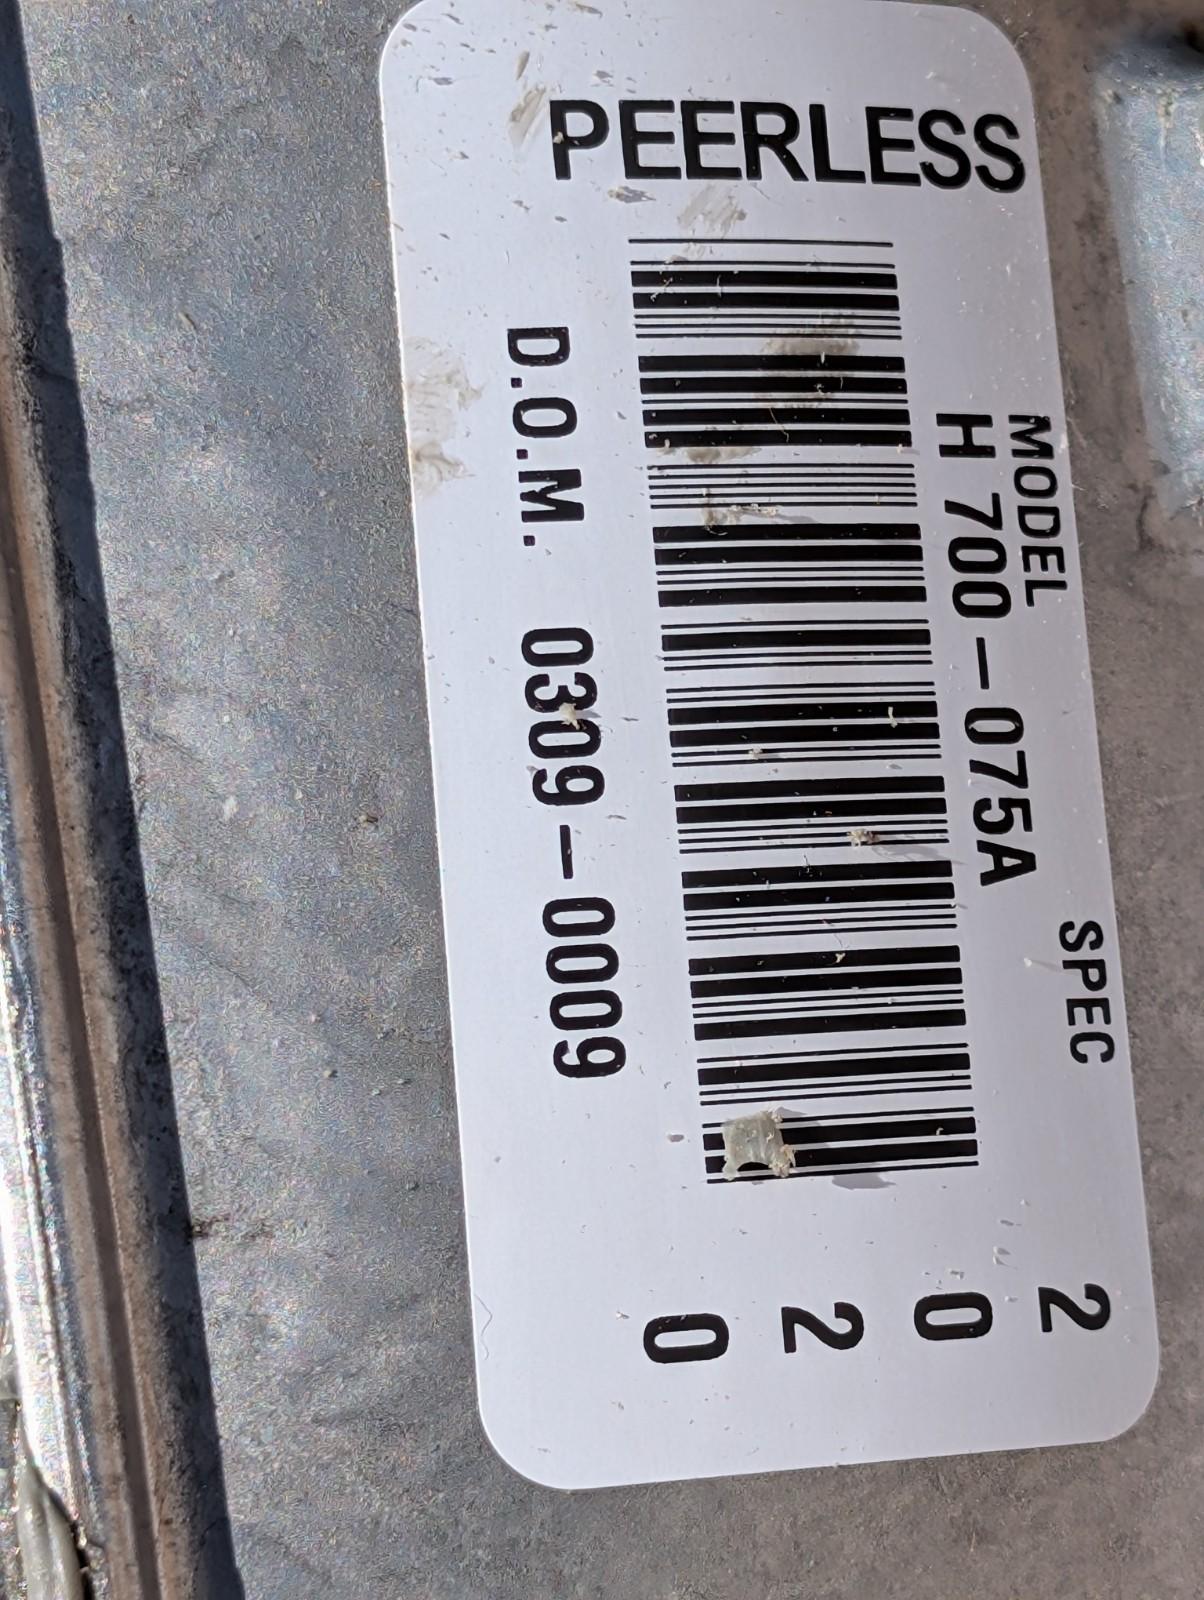 PEERLESS
MODEL SPEC
H 700-075A
D.O.M. 0309-0009
2
0
2
0